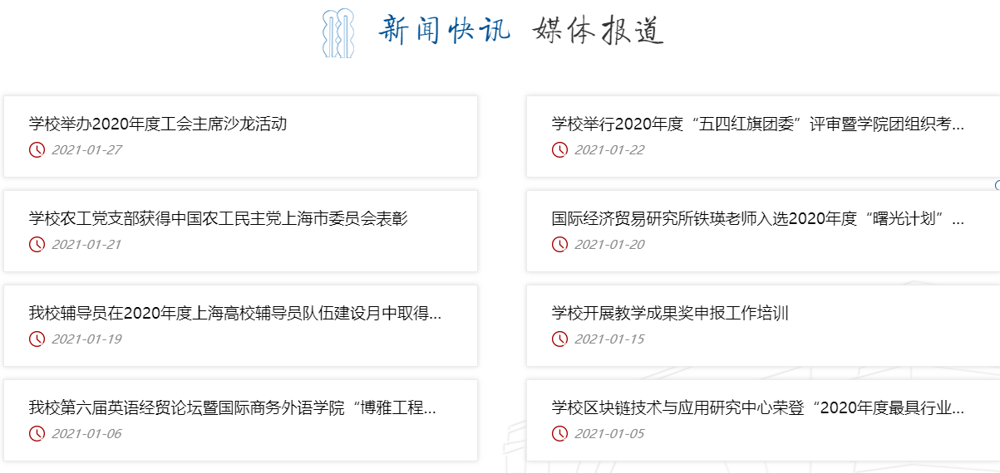 新闻快讯 媒体报道
学校举办2020年度工会主席沙龙活动
2021-01-27
学校举行2020年度“五四红旗团委”评审暨学院团组织考...
2021-01-22
学校农工党支部获得中国农工民主党上海市委员会表彰
2021-01-21
国际经济贸易研究所铁瑛老师入选2020年度“曙光计划”...
2021-01-20
我校辅导员在2020年度上海高校辅导员队伍建设月中取得...
2021-01-19
学校开展教学成果奖申报工作培训
2021-01-15
我校第六届英语经贸论坛暨国际商务外语学院“博雅工程...
2021-01-06
学校区块链技术与应用研究中心荣登“2020年度最具行业...
2021-01-05